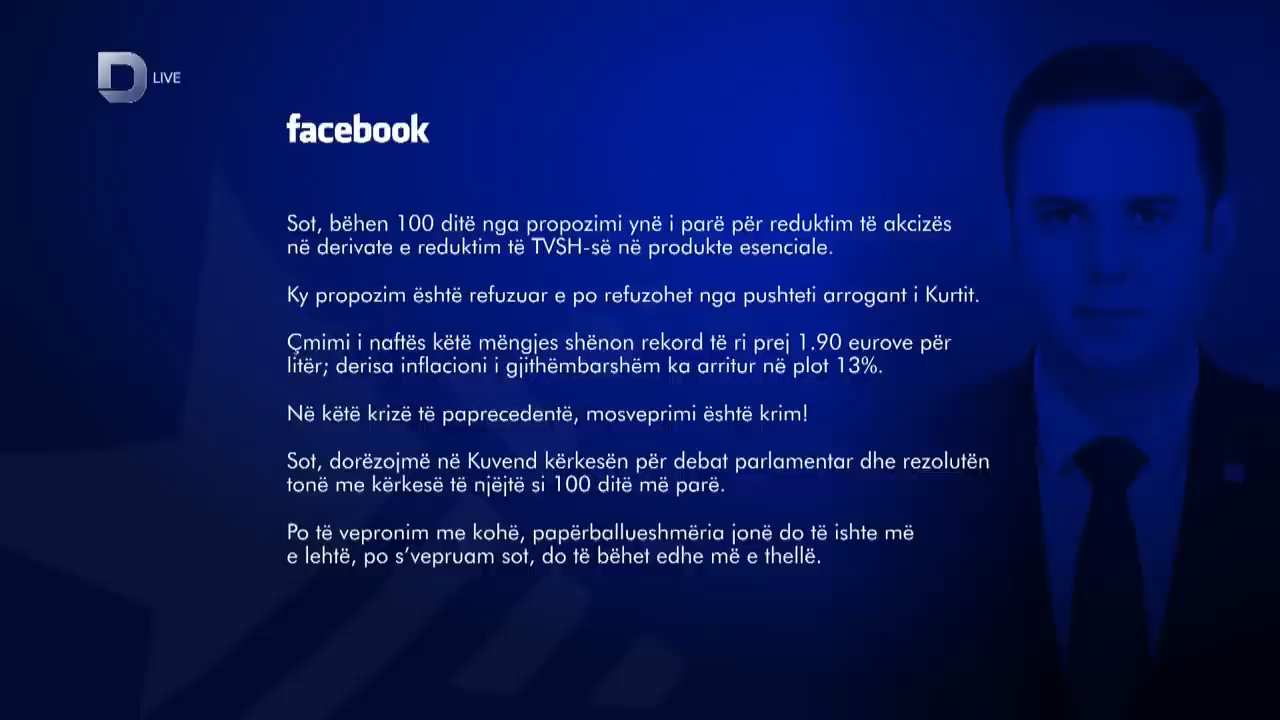 D LIVE
facebook
Sot, bëhen 100 ditë nga propozimi ynë i parë për reduktim të akcizës
në derivate e reduktim të TVSH-së në produkte esenciale.
Ky propozim është refuzuar e po refuzohet nga pushteti arrogant i Kurtit.
Çmimi i naftës këtë mëngjes shënon rekord të ri prej 1.90 eurove për
litër; derisa inflacioni i gjithëmbarshëm ka arritur në plot 13%.
Në këtë krizë të paprecedentë, mosveprimi është krim!
Sot, dorëzojmë në Kuvend kërkesën për debat parlamentar dhe rezolutën
tonë me kërkesë të njëjtë si 100 ditë më parë.
Po të vepronim me kohë, papërballueshmëria jonë do të ishte më
e lehtë, po s’vepruam sot, do të bëhet edhe më e thellë.